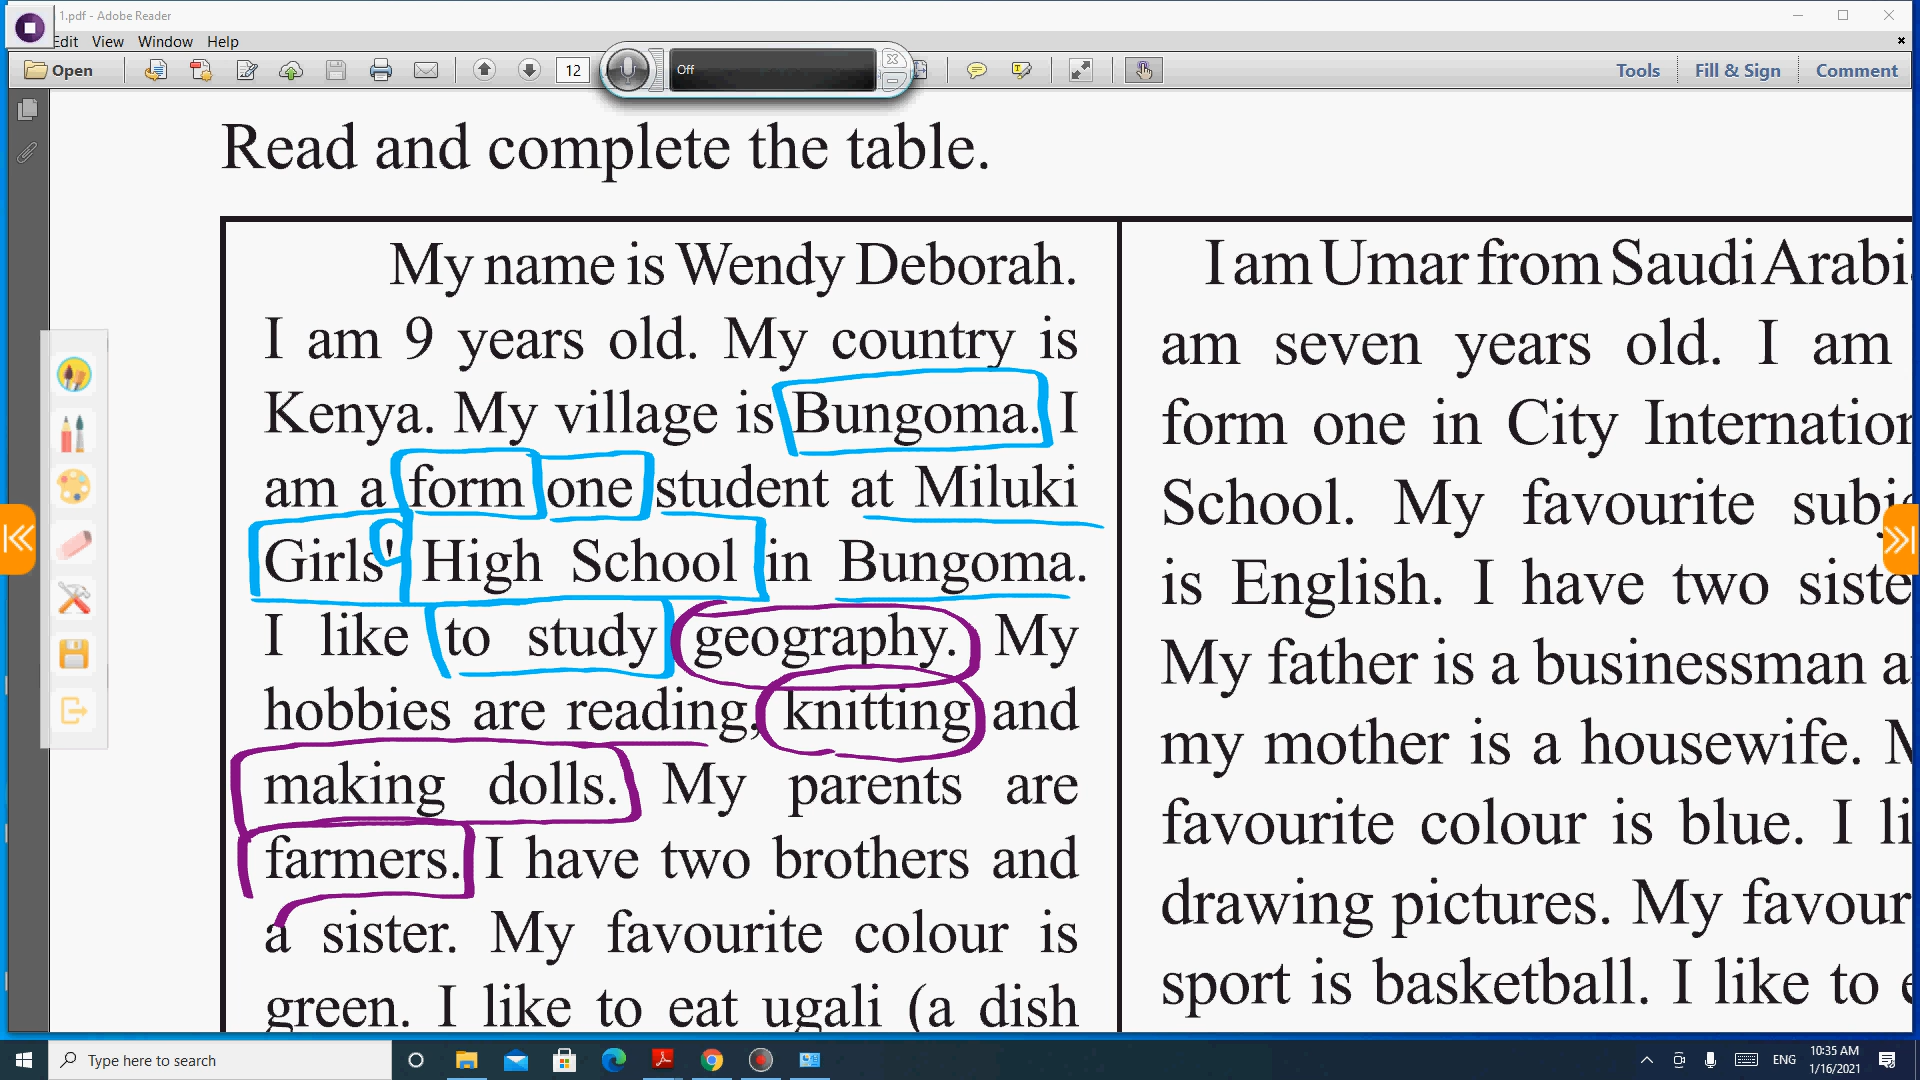 1.pdf - Adobe Reader
Edit View Window Help
Open
12
Off
Tools Fill & Sign Comment
Read and complete the table.
My name is Wendy Deborah.
I am 9 years old. My country is
Kenya. My village is Bungoma. I
am a form one student at Miluki
Girls' High School in Bungoma.
I like to study geography. My
hobbies are reading, knitting and
making dolls. My parents are
farmers. I have two brothers and
a sister. My favourite colour is
green. I like to eat ugali (a dish
I am Umar from Saudi Arabi
am seven years old. I am
form one in City Internation
School. My favourite subj
is English. I have two siste
My father is a businessman a
my mother is a housewife. M
favourite colour is blue. I li
drawing pictures. My favour
sport is basketball. I like to e
Type here to search
ENG
10:35 AM
1/16/2021